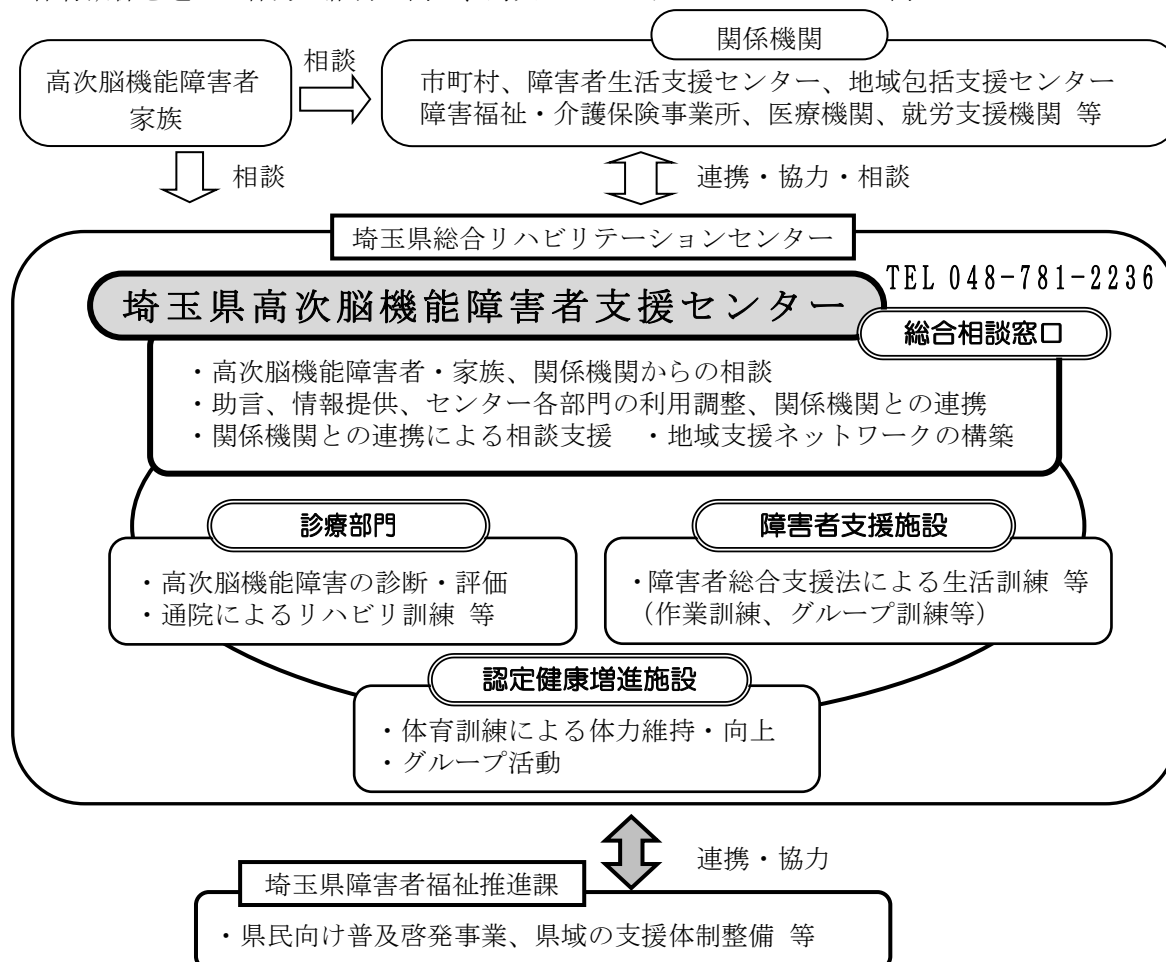 関係機関
高次脳機能障害者
家族
相談
市町村、障害者生活支援センター、地域包括支援センター
障害福祉・介護保険事業所、医療機関、就労支援機関 等
相談
連携・協力・相談
埼玉県総合リハビリテーションセンター
TEL 048-781-2236
埼玉県高次脳機能障害者支援センター
総合相談窓口
・高次脳機能障害者・家族、関係機関からの相談
・助言、情報提供、センター各部門の利用調整、関係機関との連携
・関係機関との連携による相談支援 ・地域支援ネットワークの構築
診療部門
・高次脳機能障害の診断・評価
・通院によるリハビリ訓練 等
障害者支援施設
・障害者総合支援法による生活訓練 等
（作業訓練、グループ訓練等）
認定健康増進施設
・体育訓練による体力維持・向上
・グループ活動
連携・協力
埼玉県障害者福祉推進課
・県民向け普及啓発事業、県域の支援体制整備 等